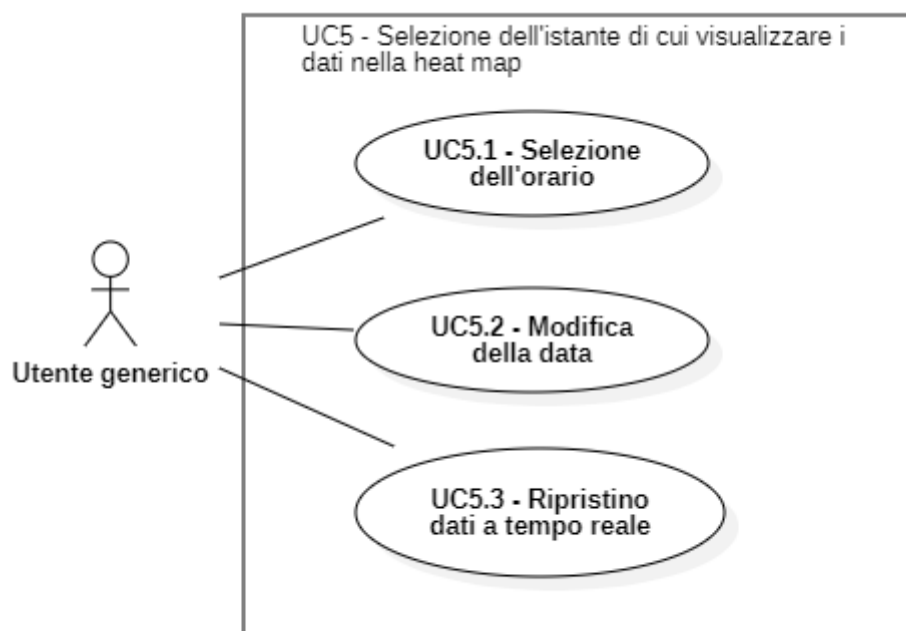 UC5 - Selezione dell'istante di cui visualizzare i
dati nella heat map
UC5.1 - Selezione
dell'orario
UC5.2 - Modifica
della data
Utente generico
UC5.3 - Ripristino
dati a tempo reale